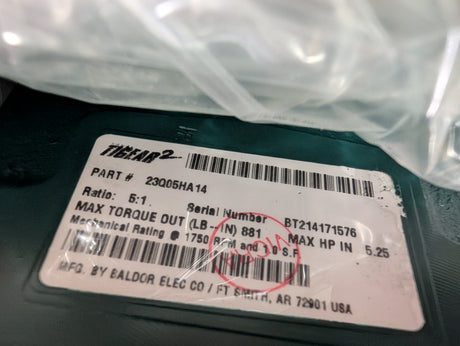 TIGEAR 2
PART # 23Q05HA14
Serial Number BT214171576
Ratio: 5:1
MAX TORQUE OUT (LB-IN) 881 MAX HP IN 5.25
Mechanical Rating @ 1750 RPM and 1.0 S.F.
MFG. BY BALDOR ELEC CO / FT SMITH, AR 72901 USA